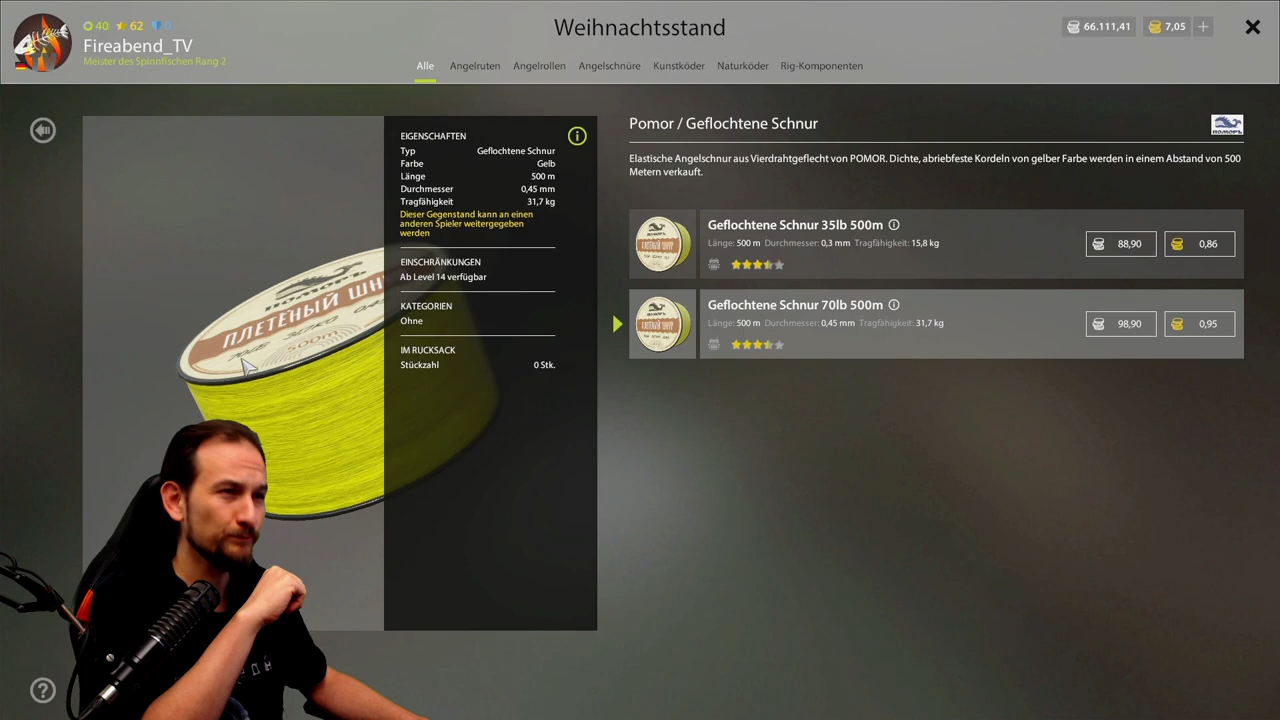 40 62 0
Fireabend_TV
Meister des Spinnfischen Rang 2
Weihnachtsstand
66.111,41 7,05 +
Alle Angelruten Angelrollen Angelschnüre Kunstköder Naturköder Rig-Komponenten
ПЛЕТЕНЫЙ ШН
500m
EIGENSCHAFTEN
Typ Geflochtene Schnur
Farbe Gelb
Länge 500 m
Durchmesser 0,45 mm
Tragfähigkeit 31,7 kg
Dieser Gegenstand kann an einen
anderen Spieler weitergegeben
werden
EINSCHRÄNKUNGEN
Ab Level 14 verfügbar
KATEGORIEN
Ohne
IM RUCKSACK
Stückzahl 0 Stk.
Pomor / Geflochtene Schnur
Elastische Angelschnur aus Vierdrahtgeflecht von POMOR. Dichte, abriebfeste Kordeln von gelber Farbe werden in einem Abstand von 500
Metern verkauft.
Geflochtene Schnur 35lb 500m
Länge: 500 m Durchmesser: 0,3 mm Tragfähigkeit: 15,8 kg
88,90 0,86
Geflochtene Schnur 70lb 500m
Länge: 500 m Durchmesser: 0,45 mm Tragfähigkeit: 31,7 kg
98,90 0,95
?